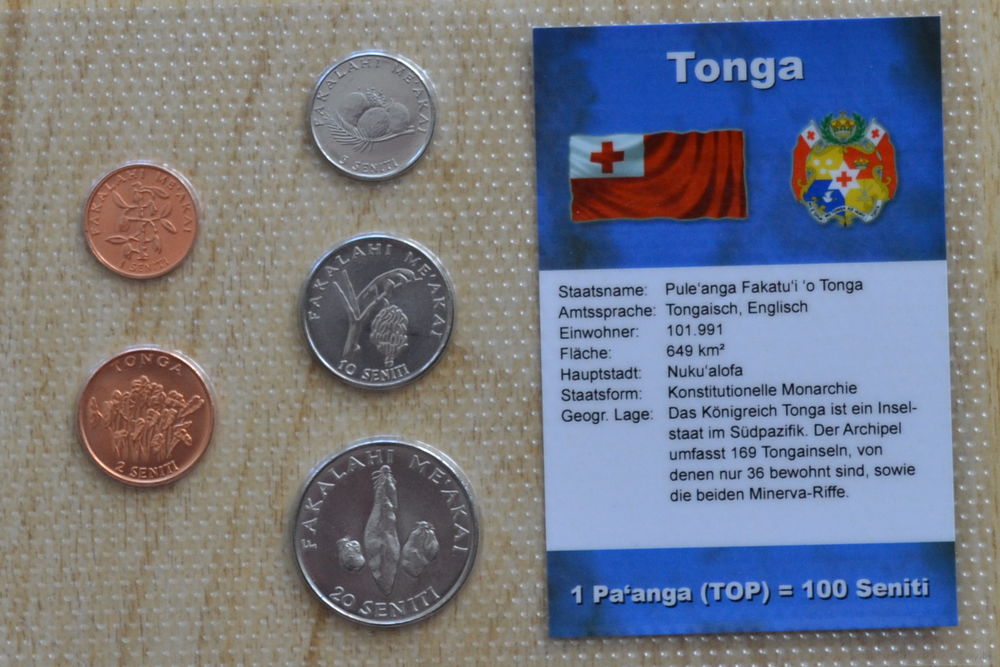 FAKALAHI ME'AKAI
5 SENITI
FAKALAHI ME'AKAI
1 SENITI
FAKALAHI ME'AKAI
10 SENITI
TONGA
2 SENITI
FAKALAHI ME'AKAI
20 SENITI
Tonga
Staatsname: Pule‘anga Fakatu‘i ‘o Tonga
Amtssprache: Tongaisch, Englisch
Einwohner: 101.991
Fläche: 649 km²
Hauptstadt: Nuku‘alofa
Staatsform: Konstitutionelle Monarchie
Geogr. Lage: Das Königreich Tonga ist ein Insel-
staat im Südpazifik. Der Archipel
umfasst 169 Tongainseln, von
denen nur 36 bewohnt sind, sowie
die beiden Minerva-Riffe.
1 Pa‘anga (TOP) = 100 Seniti